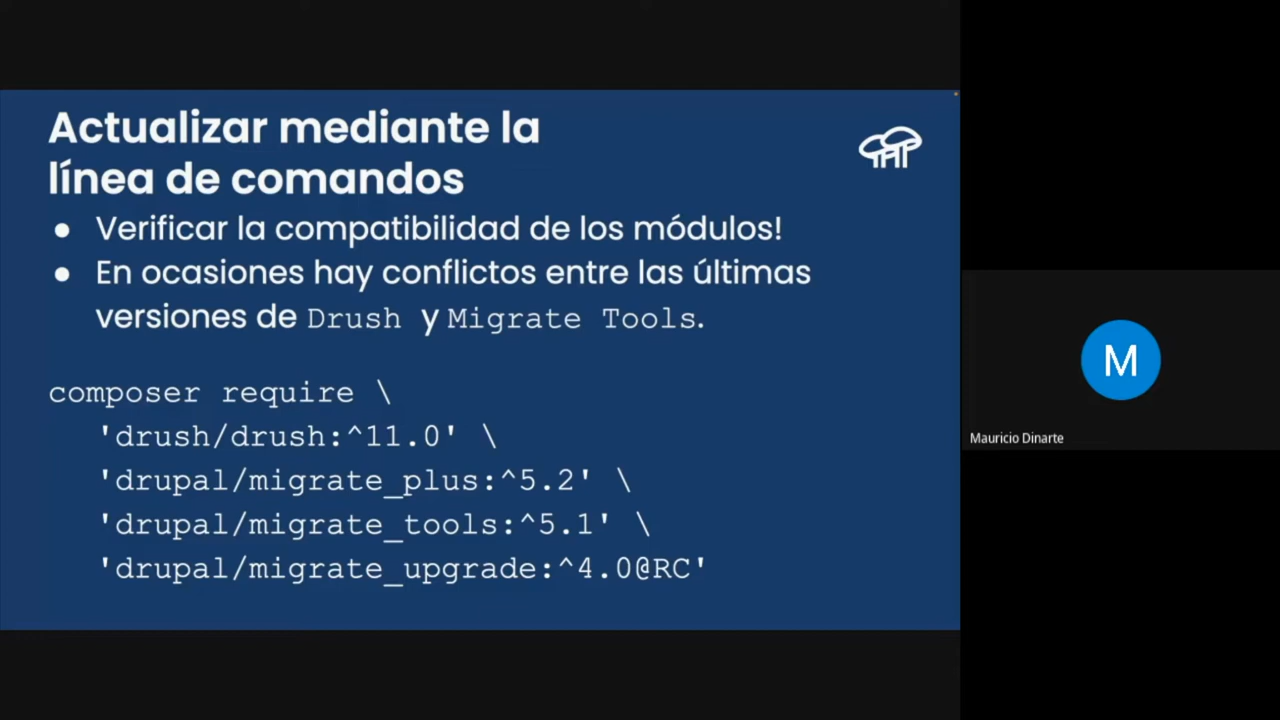 Actualizar mediante la
línea de comandos
● Verificar la compatibilidad de los módulos!
● En ocasiones hay conflictos entre las últimas
versiones de Drush y Migrate Tools.
composer require \
'drush/drush:^11.0' \
'drupal/migrate_plus:^5.2' \
'drupal/migrate_tools:^5.1' \
'drupal/migrate_upgrade:^4.0@RC'
M
Mauricio Dinarte